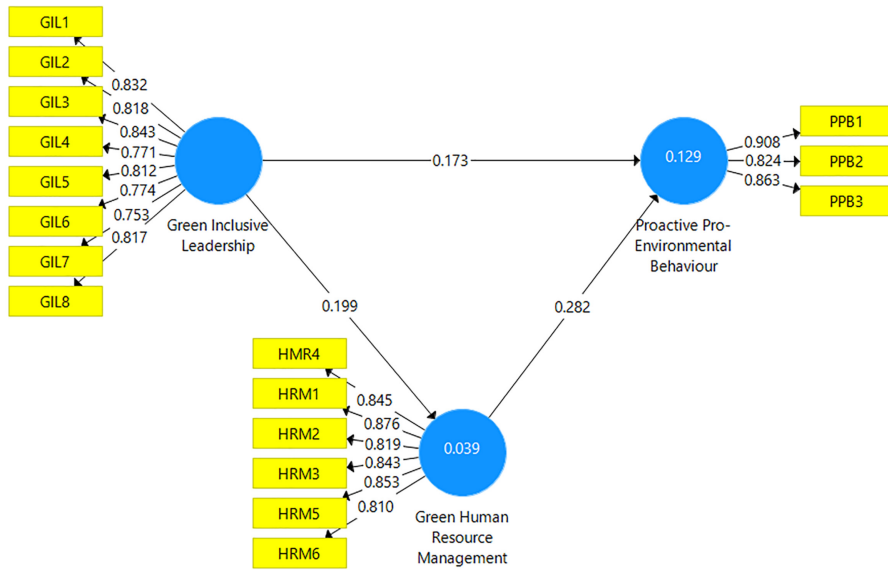 GIL1
GIL2
GIL3
GIL4
GIL5
GIL6
GIL7
GIL8
0.832
0.818
0.843
0.771
0.812
0.774
0.753
0.817
Green Inclusive
Leadership
0.173
0.129
Proactive Pro-
Environmental
Behaviour
0.908
0.824
0.863
PPB1
PPB2
PPB3
0.199
0.282
HMR4
HRM1
HRM2
HRM3
HRM5
HRM6
0.845
0.876
0.819
0.843
0.853
0.810
0.039
Green Human
Resource
Management